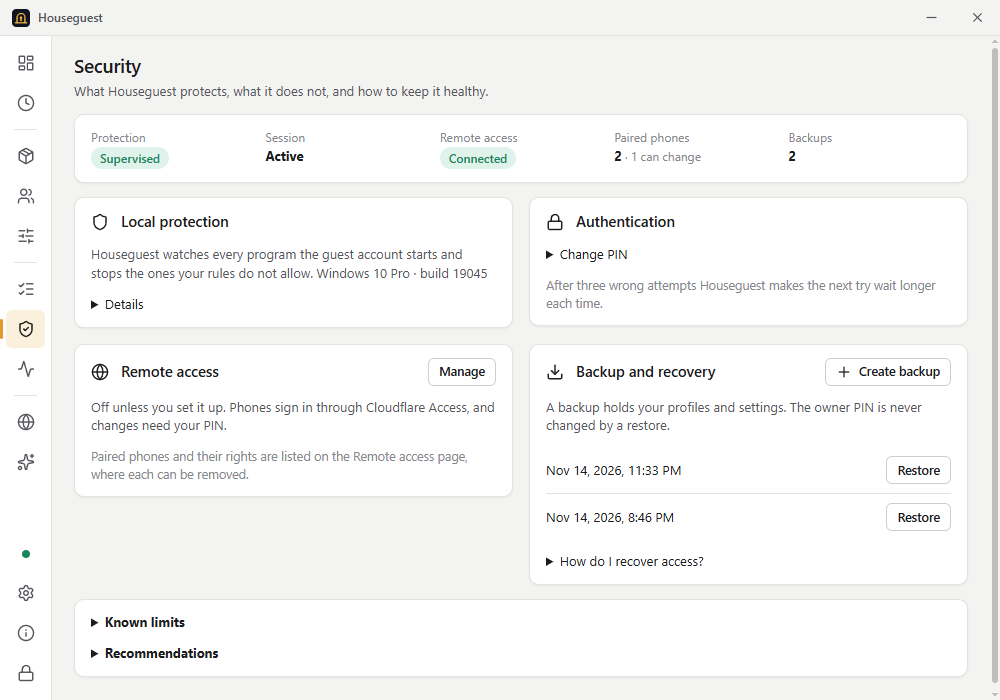 Houseguest
Security
What Houseguest protects, what it does not, and how to keep it healthy.
Protection
Supervised
Session
Active
Remote access
Connected
Paired phones
2 · 1 can change
Backups
2
Local protection
Houseguest watches every program the guest account starts and
stops the ones your rules do not allow. Windows 10 Pro · build 19045
Details
Authentication
Change PIN
After three wrong attempts Houseguest makes the next try wait longer
each time.
Remote access
Manage
Off unless you set it up. Phones sign in through Cloudflare Access, and
changes need your PIN.
Paired phones and their rights are listed on the Remote access page,
where each can be removed.
Backup and recovery
Create backup
A backup holds your profiles and settings. The owner PIN is never
changed by a restore.
Nov 14, 2026, 11:33 PM
Restore
Nov 14, 2026, 8:46 PM
Restore
How do I recover access?
Known limits
Recommendations